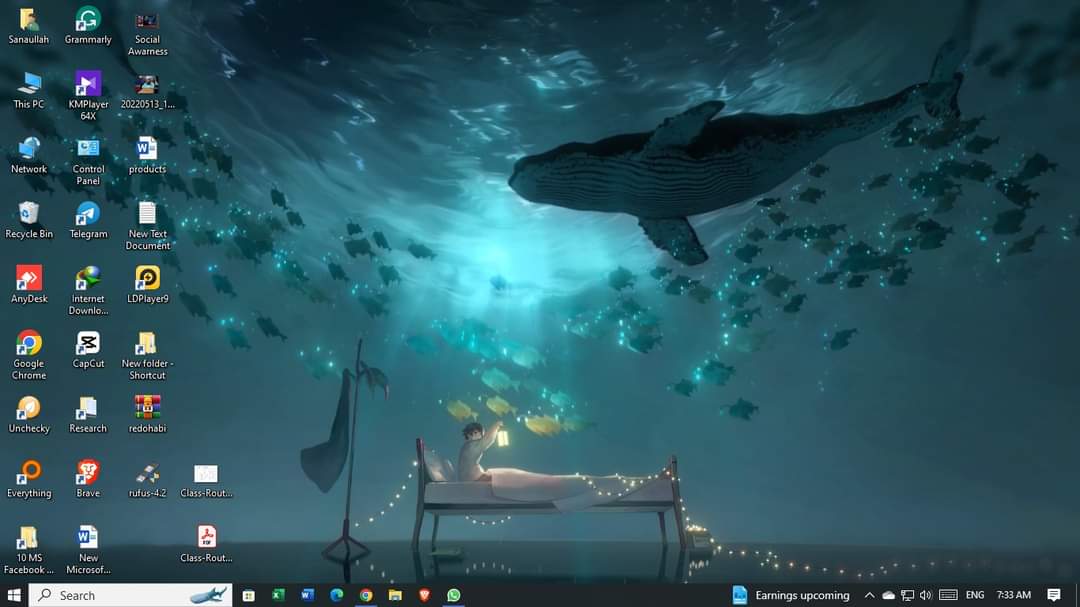 Sanaullah
Grammarly
Social
Awarness
This PC
KMPlayer
64X
20220513_1...
Network
Control
Panel
products
Recycle Bin
Telegram
New Text
Document
AnyDesk
Internet
Downlo...
LDPlayer9
Google
Chrome
CapCut
New folder -
Shortcut
Unchecky
Research
redohabi
Everything
Brave
rufus-4.2
Class-Rout...
10 MS
Facebook ...
New
Microsof...
Class-Rout...
Search
Earnings upcoming
ENG
7:33 AM